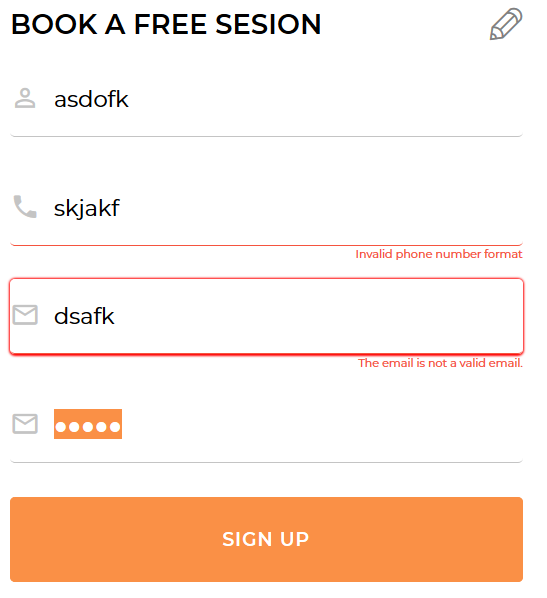 BOOK A FREE SESION
asdofk
skjakf
Invalid phone number format
dsafk
The email is not a valid email.
•••••
SIGN UP